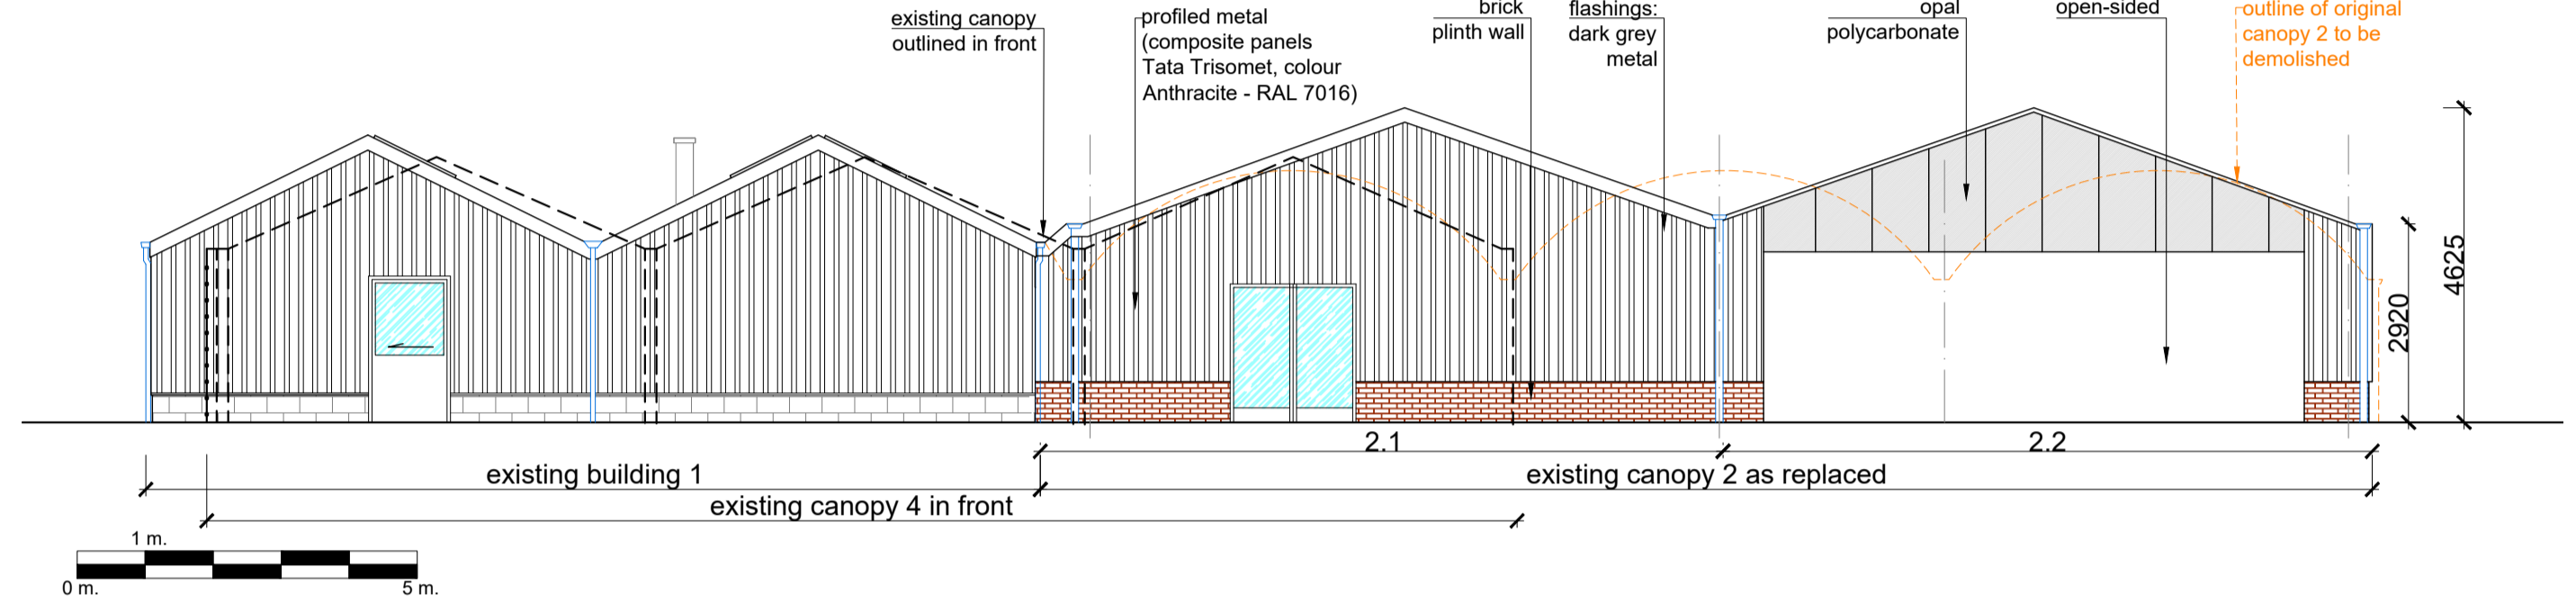 existing canopy
outlined in front
profiled metal
(composite panels
Tata Trisomet, colour
Anthracite - RAL 7016)
brick
plinth wall
flashings:
dark grey
metal
opal
polycarbonate
open-sided
outline of original
canopy 2 to be
demolished
4625
2920
2.1
2.2
existing building 1
existing canopy 2 as replaced
existing canopy 4 in front
1 m.
0 m.
5 m.